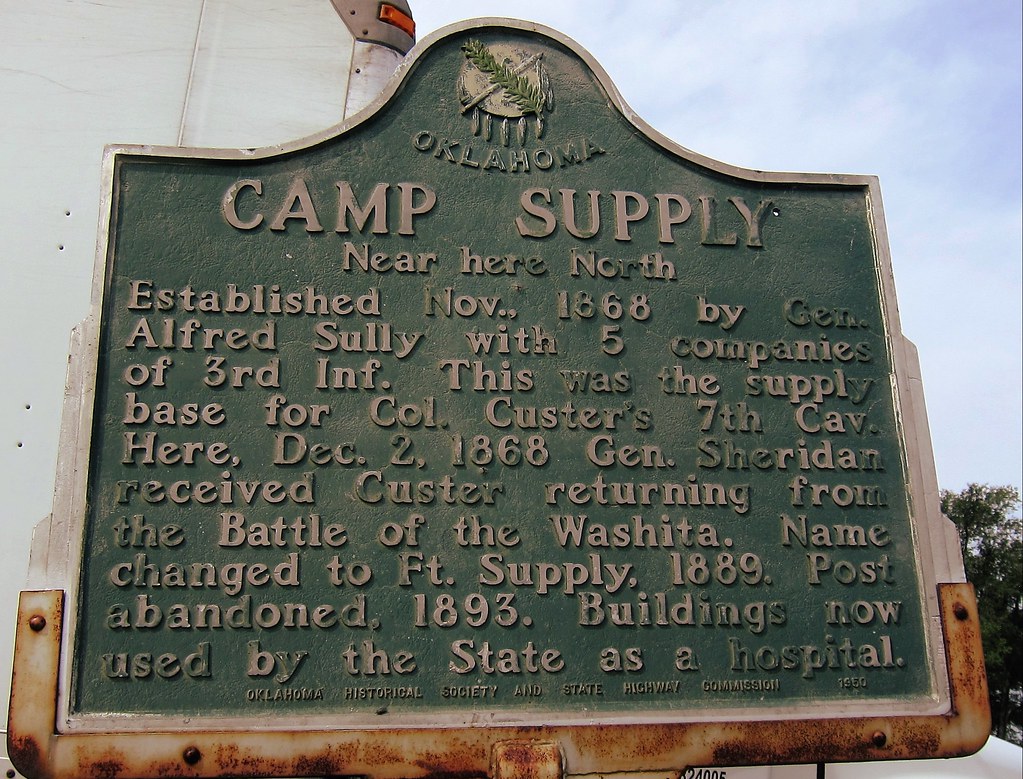 OKLAHOMA
CAMP SUPPLY
Near here North
Established Nov., 1868 by Gen.
Alfred Sully with 5 companies
of 3rd Inf. This was the supply
base for Col. Custer's 7th Cav.
Here, Dec. 2, 1868 Gen. Sheridan
received Custer returning from
the Battle of the Washita. Name
changed to Ft. Supply, 1889. Post
abandoned, 1893. Buildings now
used by the State as a hospital.
OKLAHOMA HISTORICAL SOCIETY AND STATE HIGHWAY COMMISSION 1950